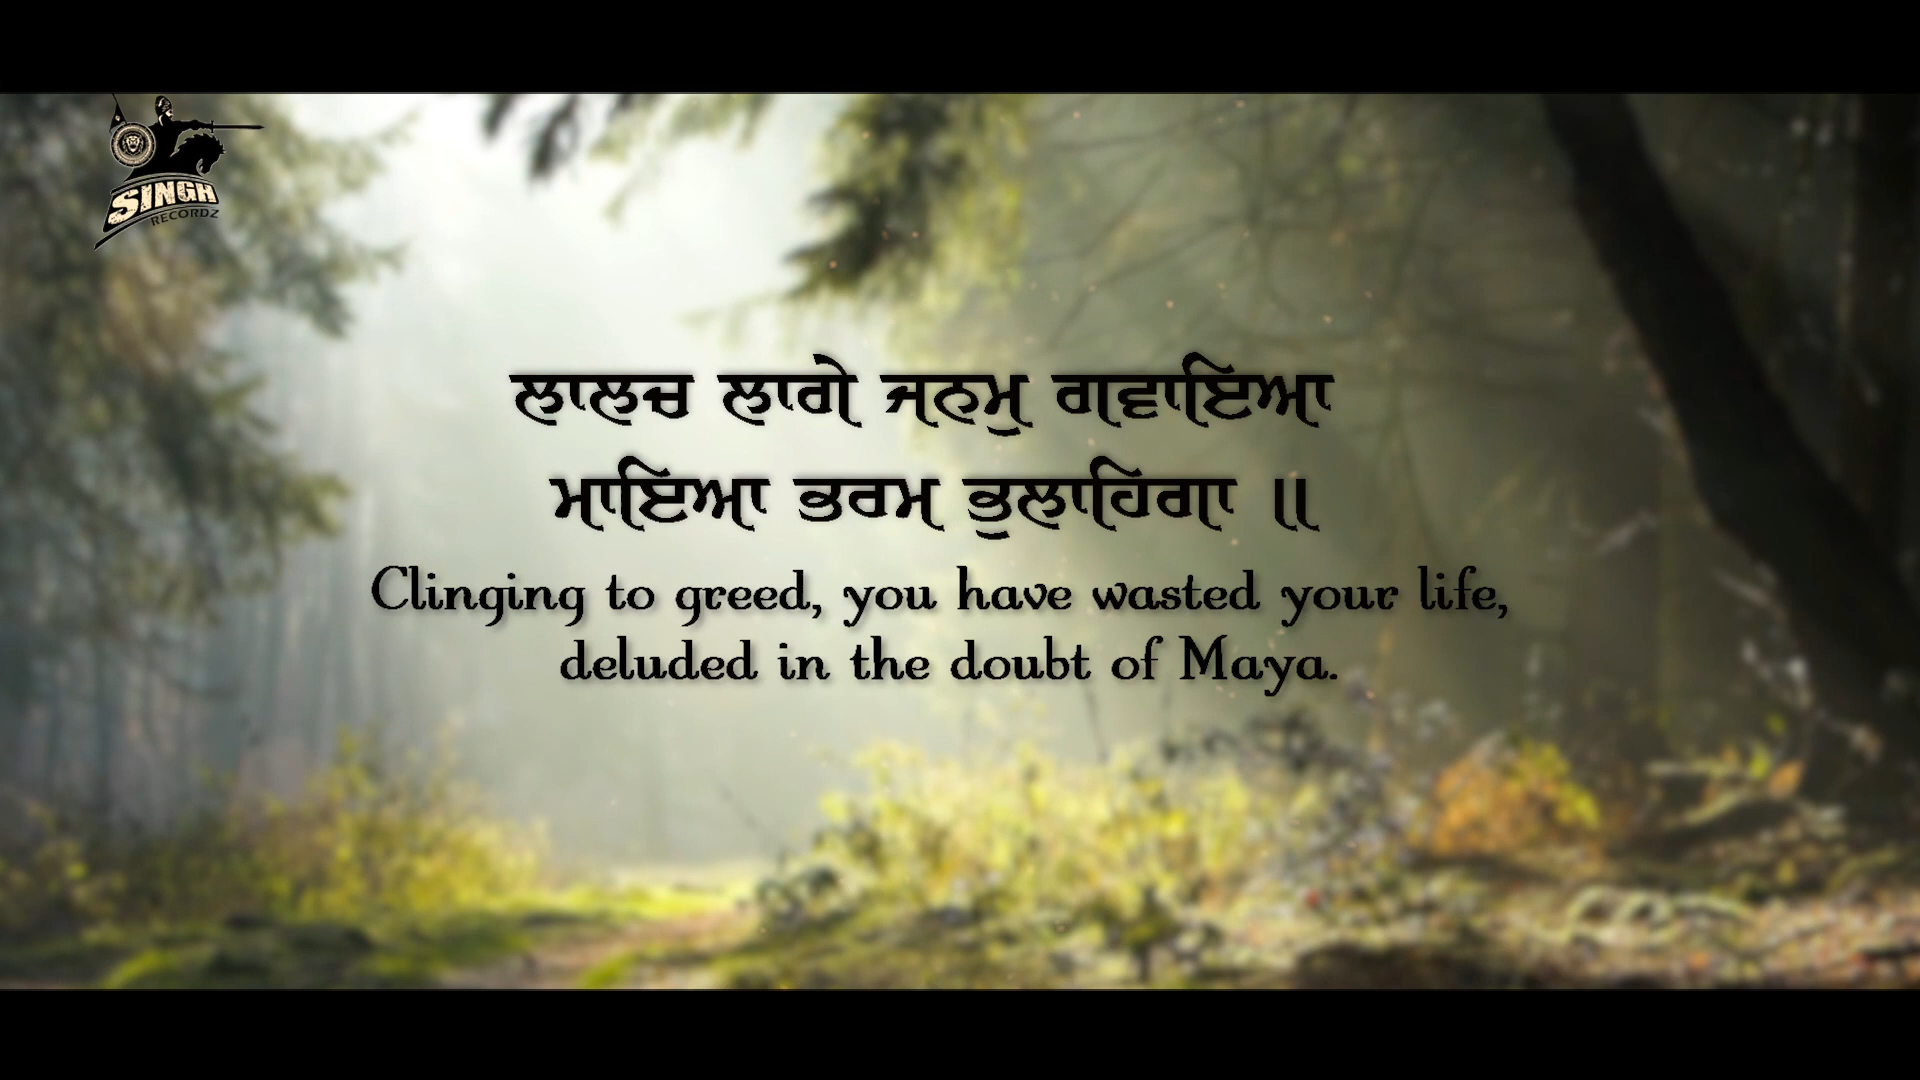 SINGH
RECORDZ
ਲਾਲਚ ਲਾਗੇ ਜਨਮੁ ਗਵਾਇਆ
ਮਾਇਆ ਭਰਮ ਭੁਲਾਹਿਗਾ ॥
Clinging to greed, you have wasted your life,
deluded in the doubt of Maya.